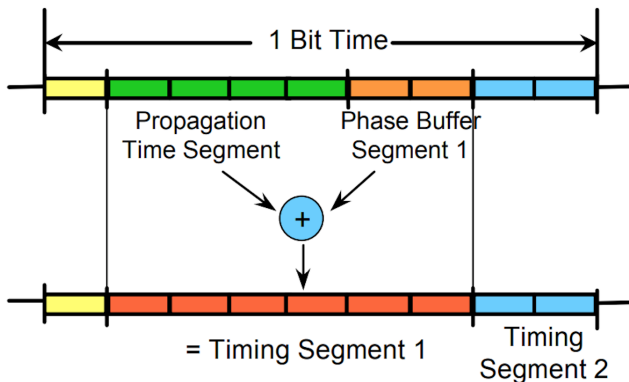 1 Bit Time
Propagation
Time Segment
Phase Buffer
Segment 1
+
= Timing Segment 1
Timing
Segment 2